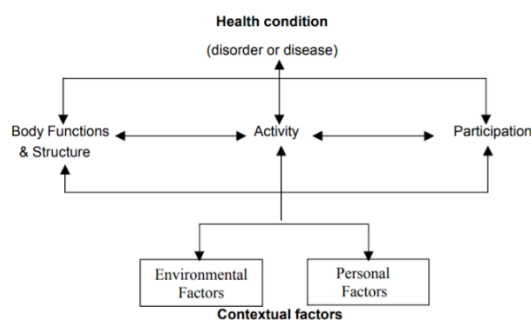 Health condition
(disorder or disease)
Body Functions
& Structure
Activity
Participation
Environmental
Factors
Personal
Factors
Contextual factors